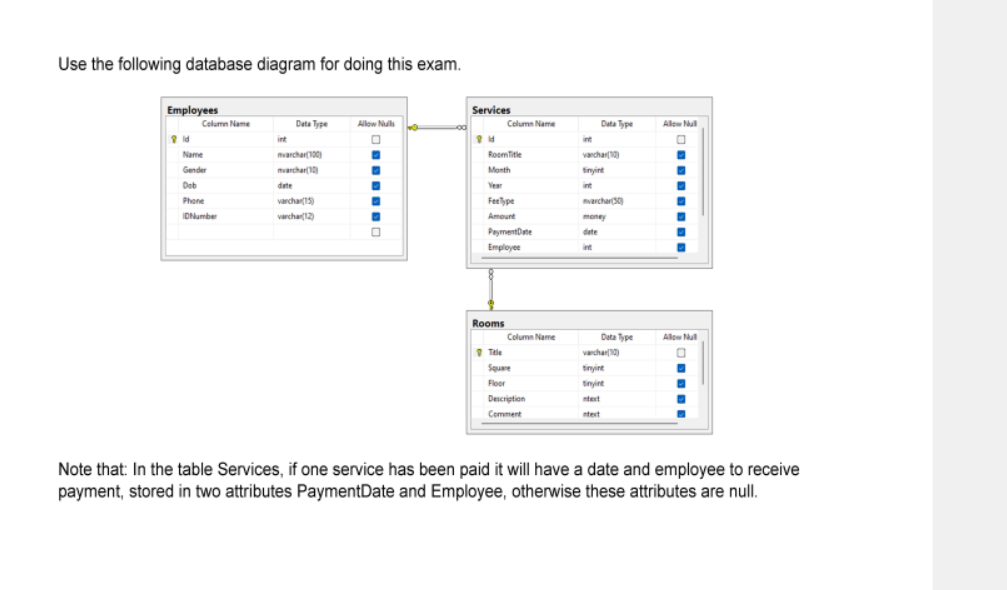 Use the following database diagram for doing this exam.
Employees
Column Name Data Type Allow Nulls
Id int
Name nvarchar(100)
Gender nvarchar(10)
Dob date
Phone varchar(15)
IDNumber varchar(12)
Services
Column Name Data Type Allow Null
Id int
RoomTitle varchar(10)
Month tinyint
Year int
FeeType nvarchar(50)
Amount money
PaymentDate date
Employee int
Rooms
Column Name Data Type Allow Null
Title varchar(10)
Square tinyint
Floor tinyint
Description ntext
Comment ntext
Note that: In the table Services, if one service has been paid it will have a date and employee to receive
payment, stored in two attributes PaymentDate and Employee, otherwise these attributes are null.